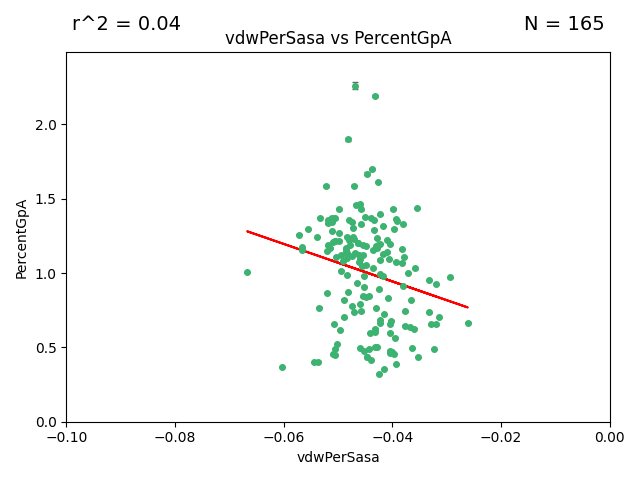 r^2 = 0.04
N = 165
vdwPerSasa vs PercentGpA
PercentGpA
2.0
1.5
1.0
0.5
0.0
−0.10
−0.08
−0.06
−0.04
−0.02
0.00
vdwPerSasa